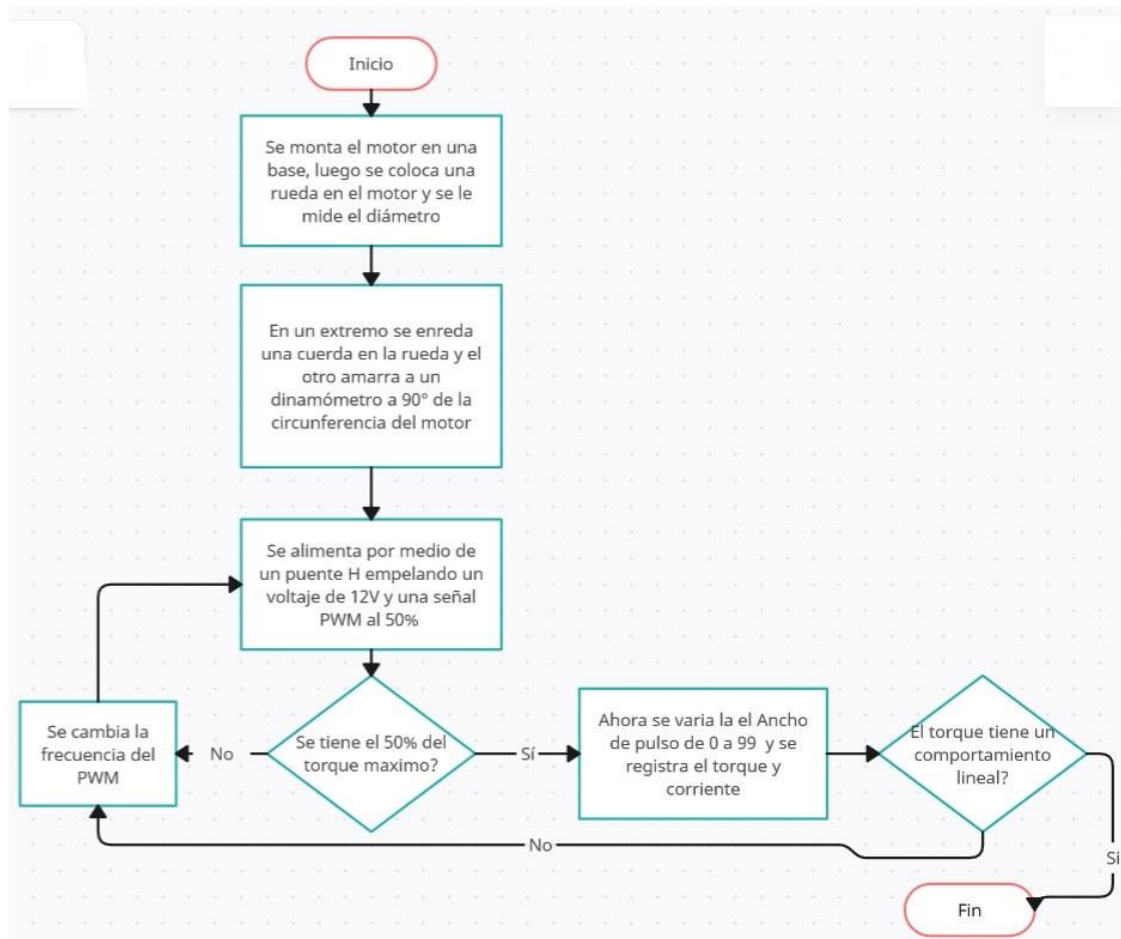 Inicio
Se monta el motor en una
base, luego se coloca una
rueda en el motor y se le
mide el diámetro
En un extremo se enreda
una cuerda en la rueda y el
otro amarra a un
dinamómetro a 90° de la
circunferencia del motor
Se alimenta por medio de
un puente H empelando un
voltaje de 12V y una señal
PWM al 50%
Se cambia la
frecuencia del
PWM
No
Se tiene el 50% del
torque maximo?
Sí
Ahora se varia la el Ancho
de pulso de 0 a 99 y se
registra el torque y
corriente
El torque tiene un
comportamiento
lineal?
No
Si
Fin